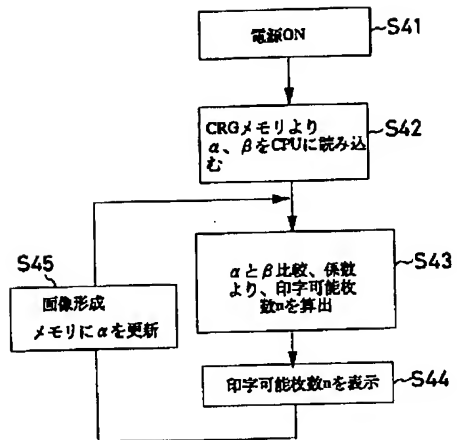 電源ON
S41
CRGメモリより
α、βをCPUに読み込
む
S42
αとβ比較、係数
より、印字可能枚
数nを算出
S43
印字可能枚数nを表示
S44
S45
画像形成
メモリにαを更新